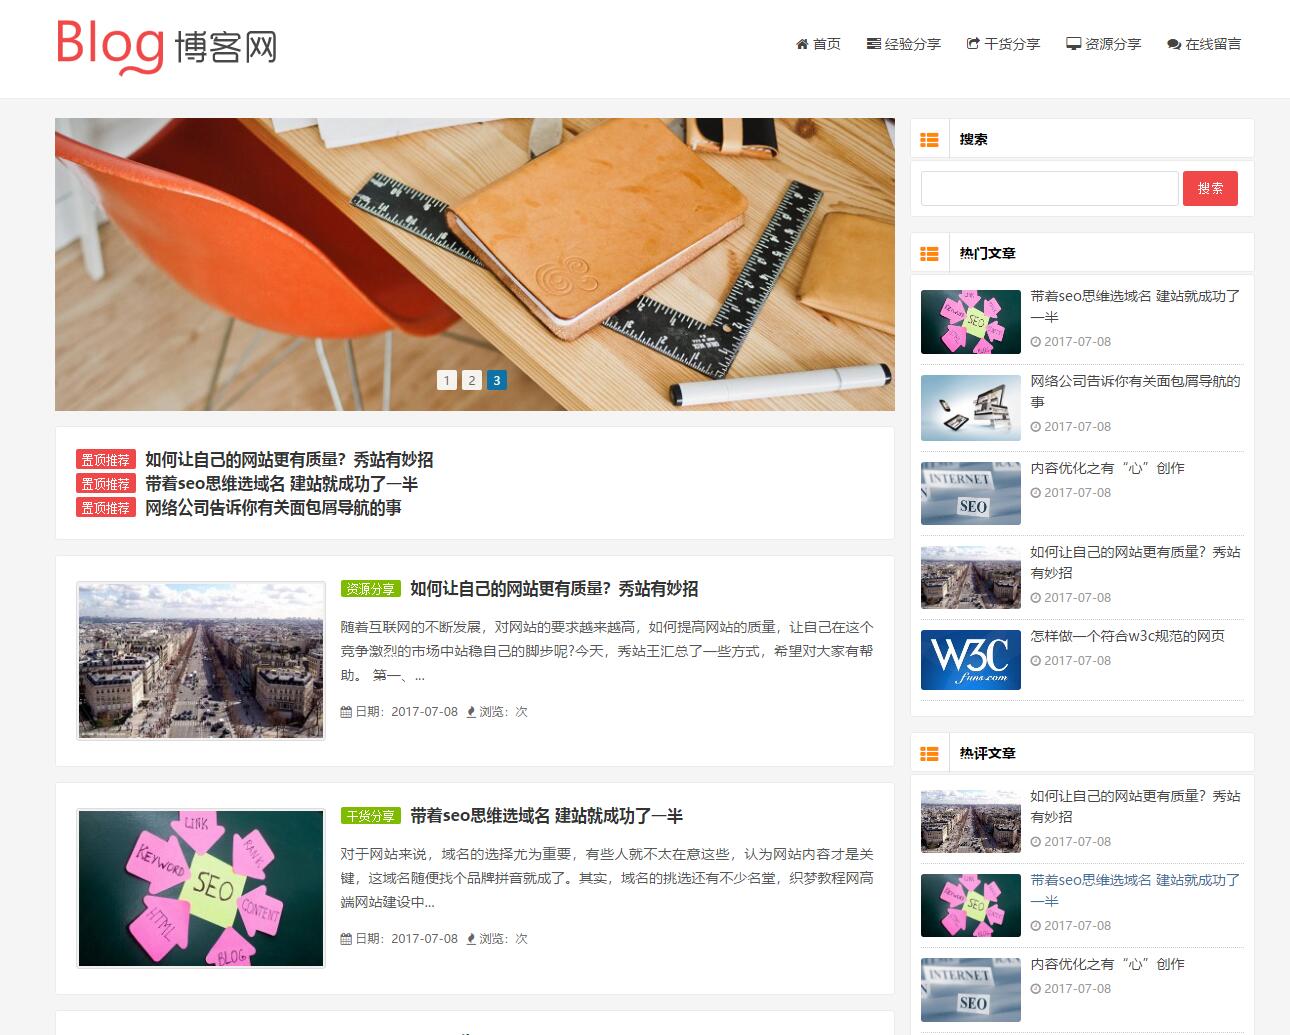 Blog 博客网
首页
经验分享
干货分享
资源分享
在线留言
1 2 3
置顶推荐 如何让自己的网站更有质量？秀站有妙招
置顶推荐 带着seo思维选域名 建站就成功了一半
置顶推荐 网络公司告诉你有关面包屑导航的事
资源分享 如何让自己的网站更有质量？秀站有妙招
随着互联网的不断发展，对网站的要求越来越高，如何提高网站的质量，让自己在这个
竞争激烈的市场中站稳自己的脚步呢?今天，秀站王汇总了一些方式，希望对大家有帮
助。 第一、...
日期：2017-07-08 浏览：次
LINK
RANK
KEYWORD
SEO
CONTENT
HTML
BLOG
干货分享 带着seo思维选域名 建站就成功了一半
对于网站来说，域名的选择尤为重要，有些人就不太在意这些，认为网站内容才是关
键，这域名随便找个品牌拼音就成了。其实，域名的挑选还有不少名堂，织梦教程网高
端网站建设中...
日期：2017-07-08 浏览：次
搜索
搜索
热门文章
SEO
带着seo思维选域名 建站就成功了
一半
2017-07-08
网络公司告诉你有关面包屑导航的
事
2017-07-08
INTERNET
SEO
内容优化之有“心”创作
2017-07-08
如何让自己的网站更有质量？秀站
有妙招
2017-07-08
W3C
funs.com
怎样做一个符合w3c规范的网页
2017-07-08
热评文章
如何让自己的网站更有质量？秀站
有妙招
2017-07-08
SEO
带着seo思维选域名 建站就成功了
一半
2017-07-08
INTERNET
SEO
内容优化之有“心”创作
2017-07-08